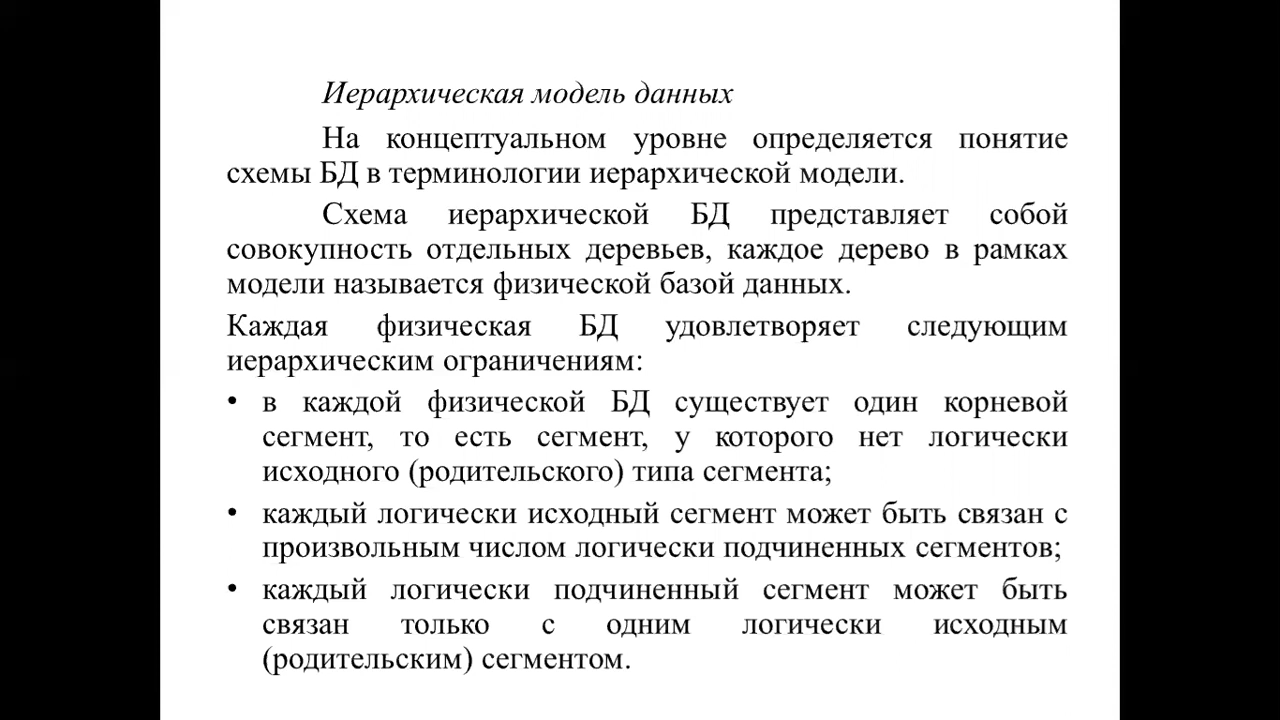 Иерархическая модель данных
На концептуальном уровне определяется понятие
схемы БД в терминологии иерархической модели.
Схема иерархической БД представляет собой
совокупность отдельных деревьев, каждое дерево в рамках
модели называется физической базой данных.
Каждая физическая БД удовлетворяет следующим
иерархическим ограничениям:
• в каждой физической БД существует один корневой
сегмент, то есть сегмент, у которого нет логически
исходного (родительского) типа сегмента;
• каждый логически исходный сегмент может быть связан с
произвольным числом логически подчиненных сегментов;
• каждый логически подчиненный сегмент может быть
связан только с одним логически исходным
(родительским) сегментом.